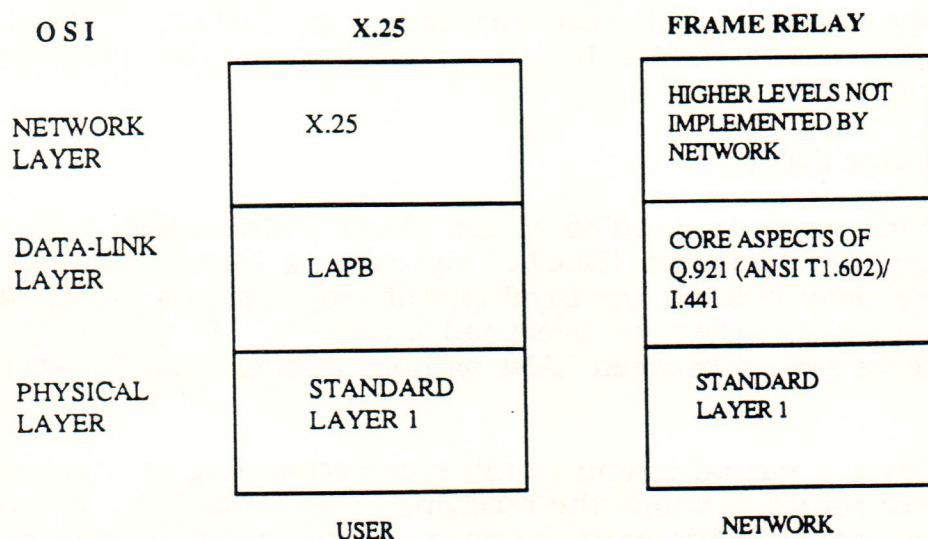 OSI X.25 FRAME RELAY
NETWORK
LAYER
X.25
HIGHER LEVELS NOT
IMPLEMENTED BY
NETWORK
DATA-LINK
LAYER
LAPB
CORE ASPECTS OF
Q.921 (ANSI T1.602)/
I.441
PHYSICAL
LAYER
STANDARD
LAYER 1
STANDARD
LAYER 1
USER NETWORK